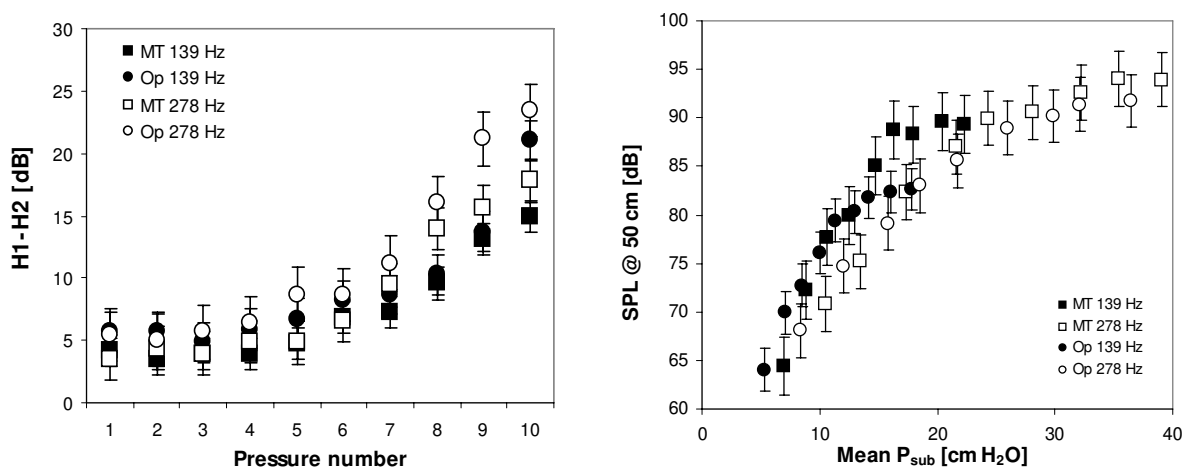 30
25
20
15
10
5
0
H1-H2 [dB]
MT 139 Hz
Op 139 Hz
MT 278 Hz
Op 278 Hz
1 2 3 4 5 6 7 8 9 10
Pressure number
100
95
90
85
80
75
70
65
60
SPL @ 50 cm [dB]
MT 139 Hz
MT 278 Hz
Op 139 Hz
Op 278 Hz
0 10 20 30 40
Mean Psub [cm H2O]